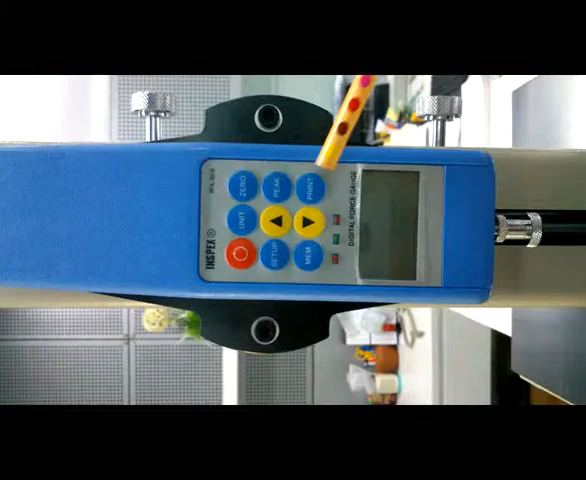 DIGITAL FORCE GAUGE
PRINT
MEM
PEAK
SETUP
ZERO
UNIT
INSPEX ®